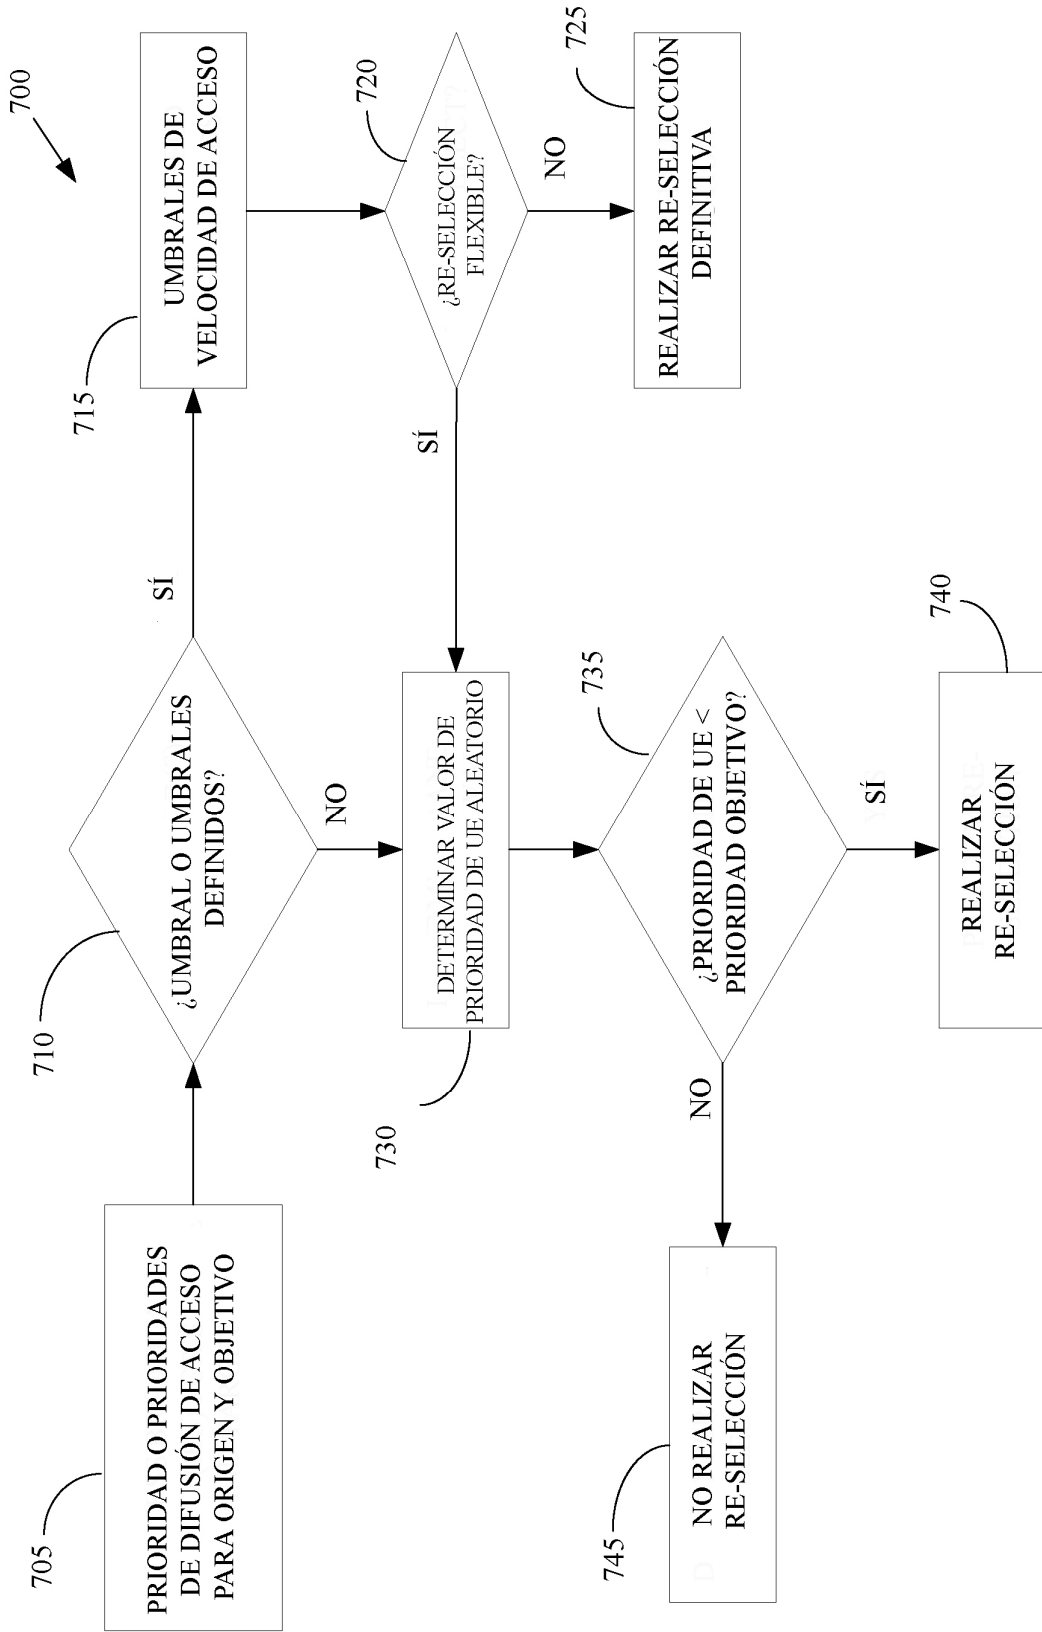 700
705
PRIORIDAD O PRIORIDADES
DE DIFUSIÓN DE ACCESO
PARA ORIGEN Y OBJETIVO
710
¿UMBRAL O UMBRALES
DEFINIDOS?
SÍ
715
UMBRALES DE
VELOCIDAD DE ACCESO
720
¿RE-SELECCIÓN
FLEXIBLE?
SÍ
NO
725
REALIZAR RE-SELECCIÓN
DEFINITIVA
NO
730
DETERMINAR VALOR DE
PRIORIDAD DE UE ALEATORIO
735
¿PRIORIDAD DE UE <
PRIORIDAD OBJETIVO?
NO
SÍ
745
NO REALIZAR
RE-SELECCIÓN
740
REALIZAR
RE-SELECCIÓN